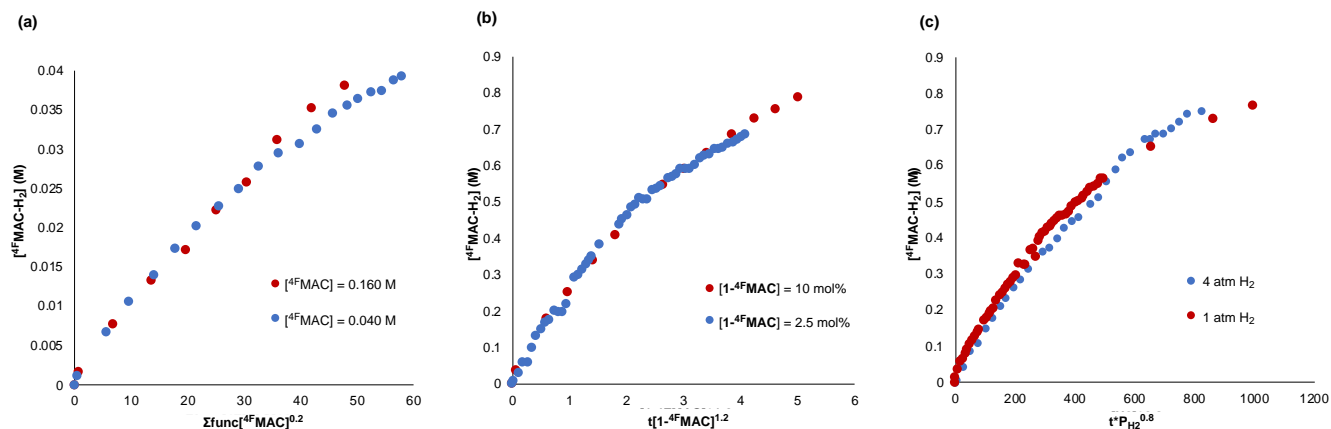 (a)
[⁴ᶠMAC-H₂] (M)
0.04
0.035
0.03
0.025
0.02
0.015
0.01
0.005
0
0 10 20 30 40 50 60
Σfunc[⁴ᶠMAC]⁰·²
[⁴ᶠMAC] = 0.160 M
[⁴ᶠMAC] = 0.040 M
(b)
[⁴ᶠMAC-H₂] (M)
0.9
0.8
0.7
0.6
0.5
0.4
0.3
0.2
0.1
0
0 1 2 3 4 5 6
t[1-⁴ᶠMAC]¹·²
[1-⁴ᶠMAC] = 10 mol%
[1-⁴ᶠMAC] = 2.5 mol%
(c)
[⁴ᶠMAC-H₂] (M)
0.9
0.8
0.7
0.6
0.5
0.4
0.3
0.2
0.1
0
0 200 400 600 800 1000 1200
t*P_H2⁰·⁸
4 atm H₂
1 atm H₂